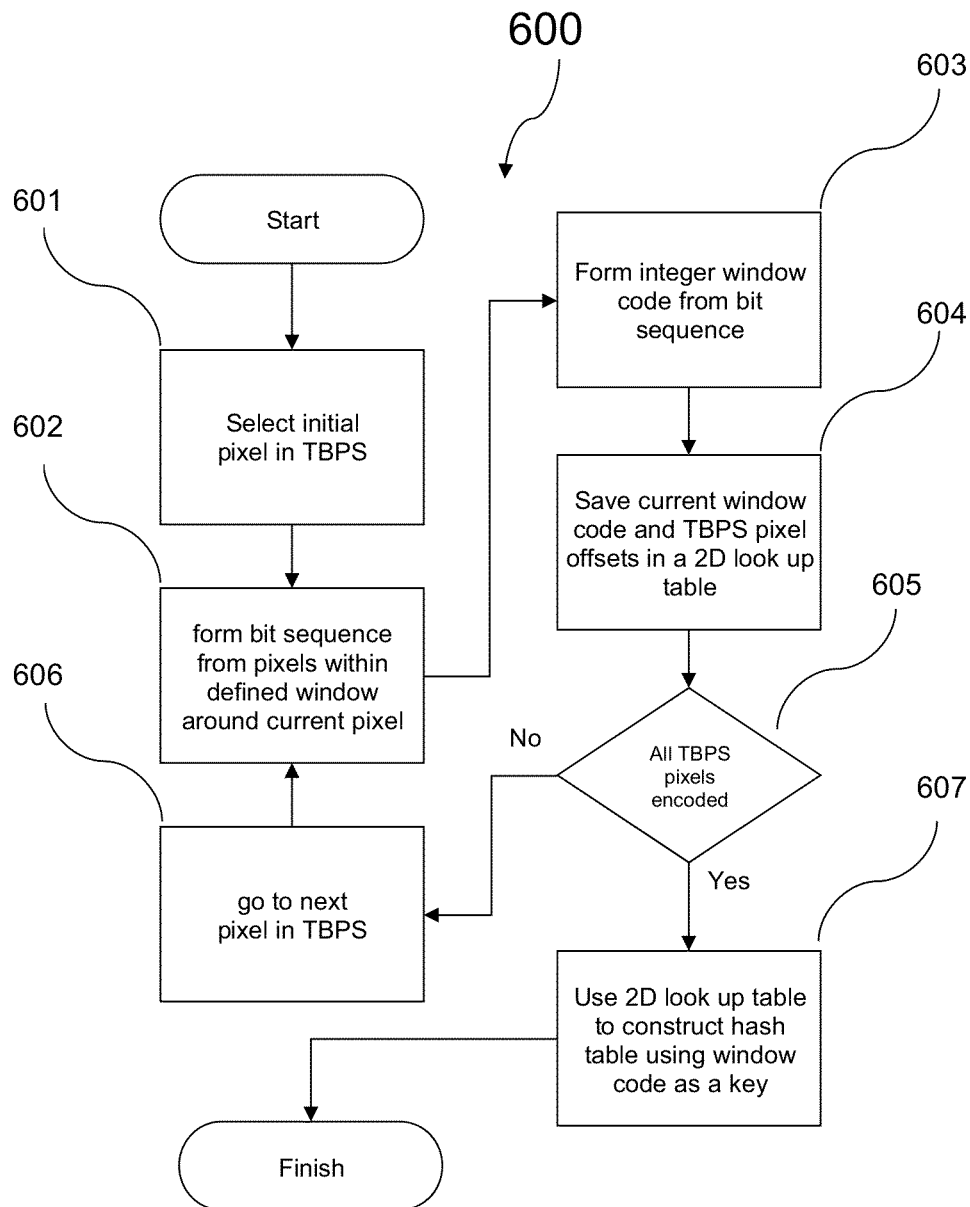 600
603
601
Start
Form integer window
code from bit
sequence
604
Select initial
pixel in TBPS
602
Save current window
code and TBPS pixel
offsets in a 2D look up
table
605
form bit sequence
from pixels within
defined window
around current pixel
606
No
All TBPS
pixels
encoded
607
Yes
go to next
pixel in TBPS
Use 2D look up table
to construct hash
table using window
code as a key
Finish